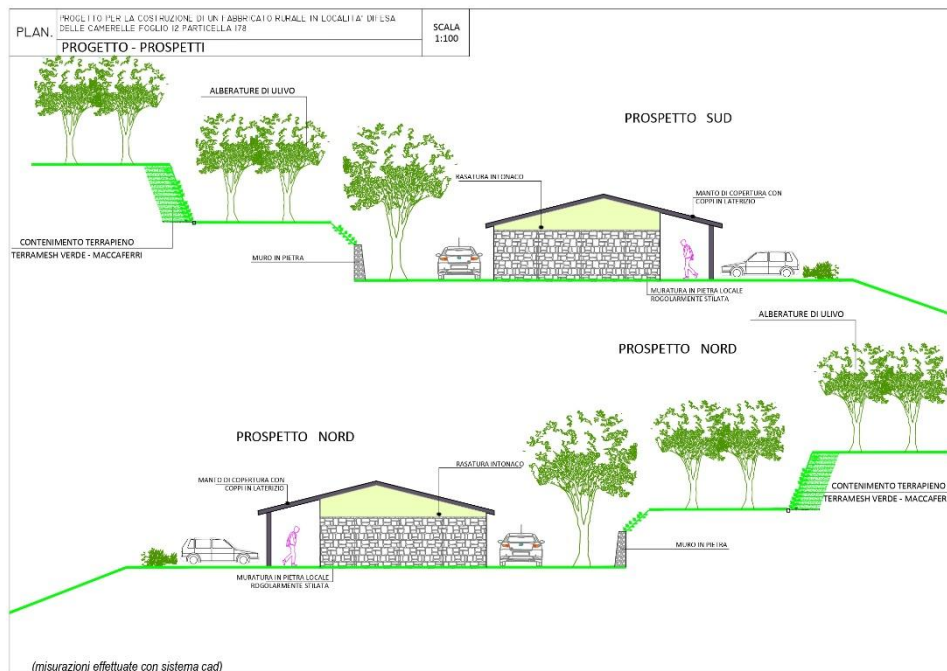 PLAN.
PROGETTO PER LA COSTRUZIONE DI UN FABBRICATO RURALE IN LOCALITA' DIFESA
DELLE CAMERELLE FOGLIO 12 PARTICELLA 178
PROGETTO - PROSPETTI
SCALA
1:100
ALBERATURE DI ULIVO
PROSPETTO SUD
RASATURA INTONACO
MANTO DI COPERTURA CON
COPPI IN LATERIZIO
CONTENIMENTO TERRAPIENO
TERRAMESH VERDE - MACCAFERRI
MURO IN PIETRA
MURATURA IN PIETRA LOCALE
ROGOLARMENTE STILATA
ALBERATURE DI ULIVO
PROSPETTO NORD
PROSPETTO NORD
RASATURA INTONACO
MANTO DI COPERTURA CON
COPPI IN LATERIZIO
CONTENIMENTO TERRAPIENO
TERRAMESH VERDE - MACCAFER
MURO IN PIETRA
MURATURA IN PIETRA LOCALE
ROGOLARMENTE STILATA
(misurazioni effettuate con sistema cad)